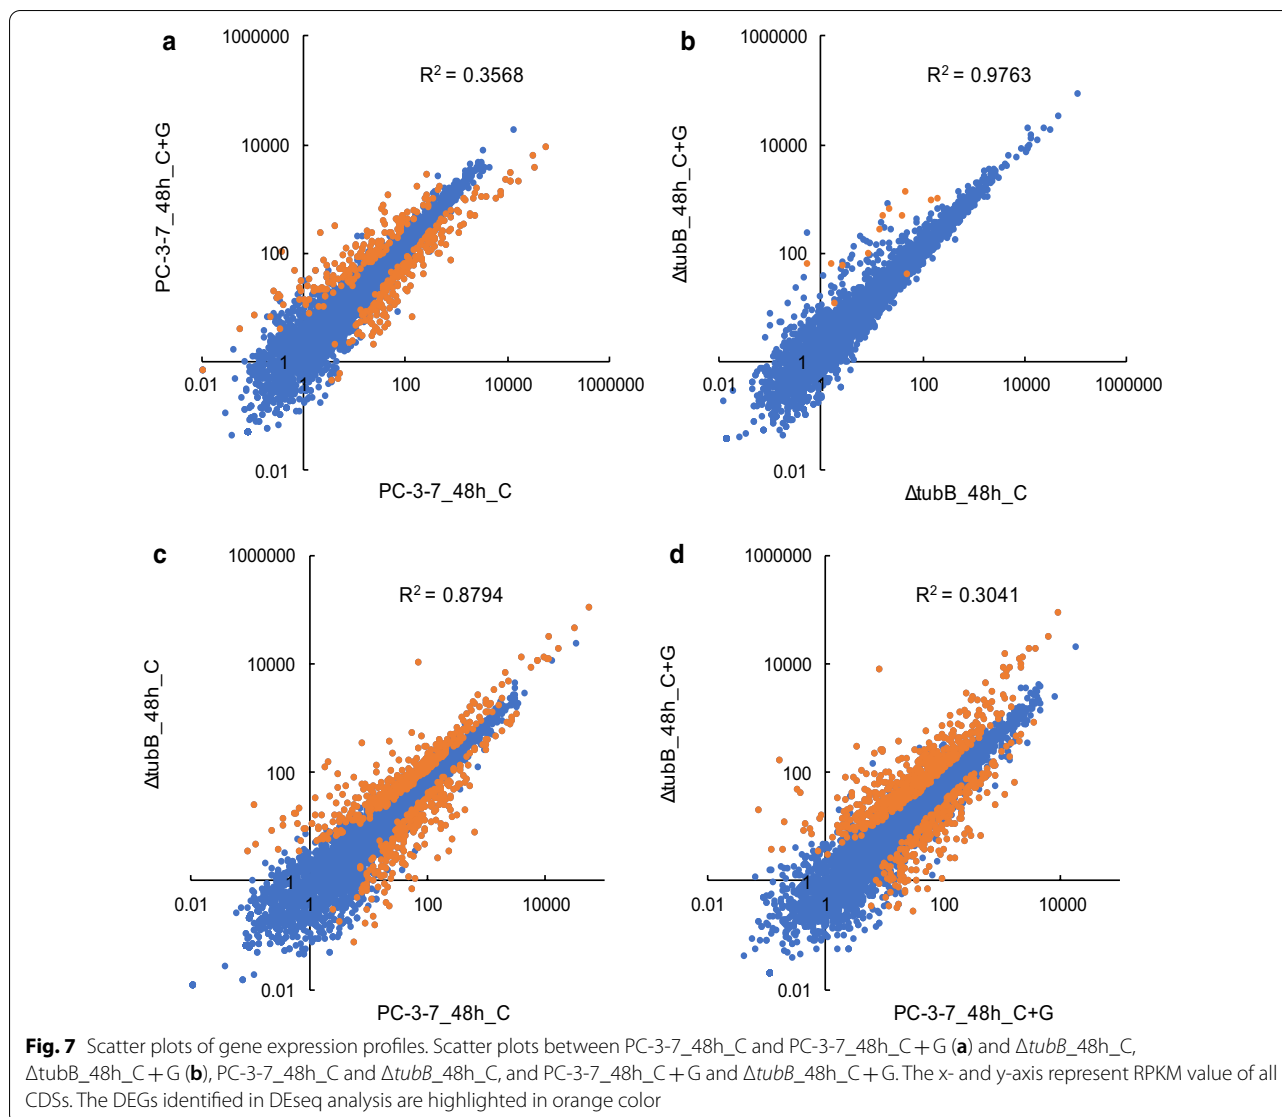 a
1000000
R² = 0.3568
10000
PC-3-7_48h_C+G
100
1
0.01 1 100 10000 1000000
0.01
PC-3-7_48h_C
b
1000000
R² = 0.9763
10000
ΔtubB_48h_C+G
100
1
0.01 1 100 10000 1000000
0.01
ΔtubB_48h_C
c
1000000
R² = 0.8794
10000
ΔtubB_48h_C
100
1
0.01 1 100 10000
0.01
PC-3-7_48h_C
d
1000000
R² = 0.3041
10000
ΔtubB_48h_C+G
100
1
0.01 1 100 10000
0.01
PC-3-7_48h_C+G
Fig. 7 Scatter plots of gene expression profiles. Scatter plots between PC-3-7_48h_C and PC-3-7_48h_C + G (a) and ΔtubB_48h_C,
ΔtubB_48h_C + G (b), PC-3-7_48h_C and ΔtubB_48h_C, and PC-3-7_48h_C + G and ΔtubB_48h_C + G. The x- and y-axis represent RPKM value of all
CDSs. The DEGs identified in DEseq analysis are highlighted in orange color